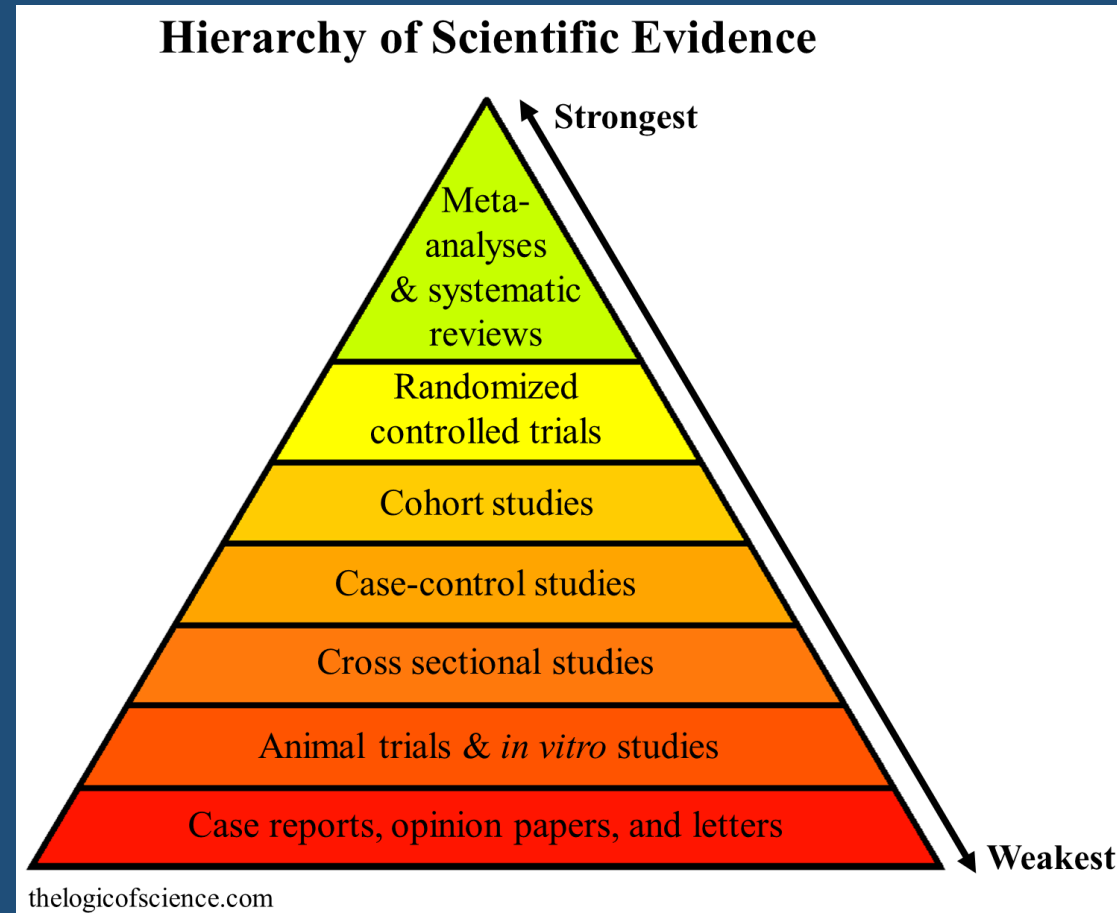 Hierarchy of Scientific Evidence
Strongest
Meta-
analyses
& systematic
reviews
Randomized
controlled trials
Cohort studies
Case-control studies
Cross sectional studies
Animal trials & in vitro studies
Case reports, opinion papers, and letters
Weakest
thelogicofscience.com